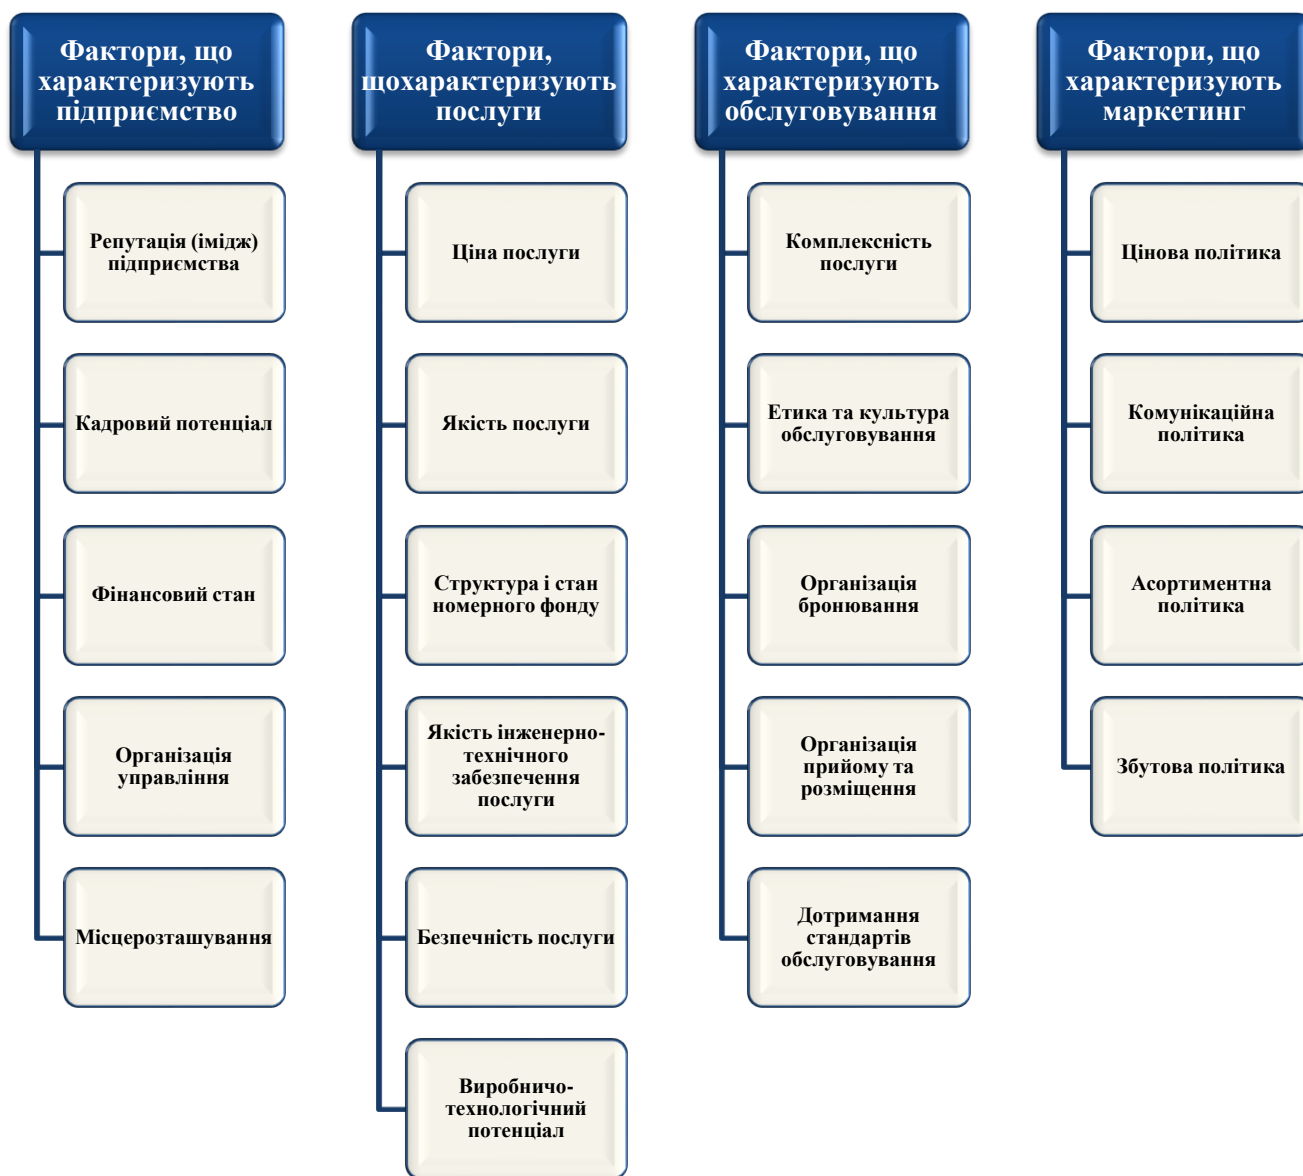 Фактори, що
характеризують
підприємство
Репутація (імідж)
підприємства
Кадровий потенціал
Фінансовий стан
Організація
управління
Місцерозташування
Фактори,
щохарактеризують
послуги
Ціна послуги
Якість послуги
Структура і стан
номерного фонду
Якість інженерно-
технічного
забезпечення
послуги
Безпечність послуги
Виробничо-
технологічний
потенціал
Фактори, що
характеризують
обслуговування
Комплексність
послуги
Етика та культура
обслуговування
Організація
бронювання
Організація
прийому та
розміщення
Дотримання
стандартів
обслуговування
Фактори, що
характеризують
маркетинг
Цінова політика
Комунікаційна
політика
Асортиментна
політика
Збутова політика